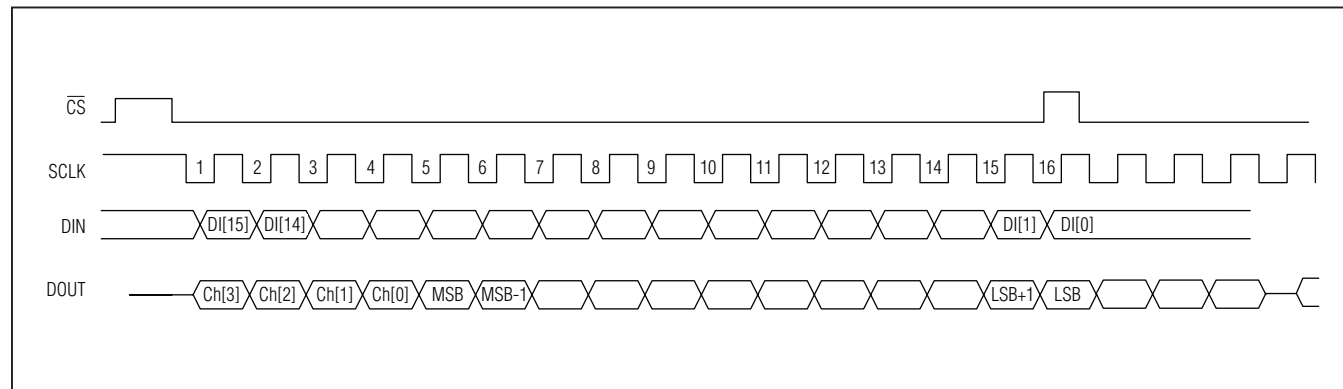 CS
SCLK 1 2 3 4 5 6 7 8 9 10 11 12 13 14 15 16
DIN DI[15] DI[14] DI[1] DI[0]
DOUT Ch[3] Ch[2] Ch[1] Ch[0] MSB MSB-1 LSB+1 LSB